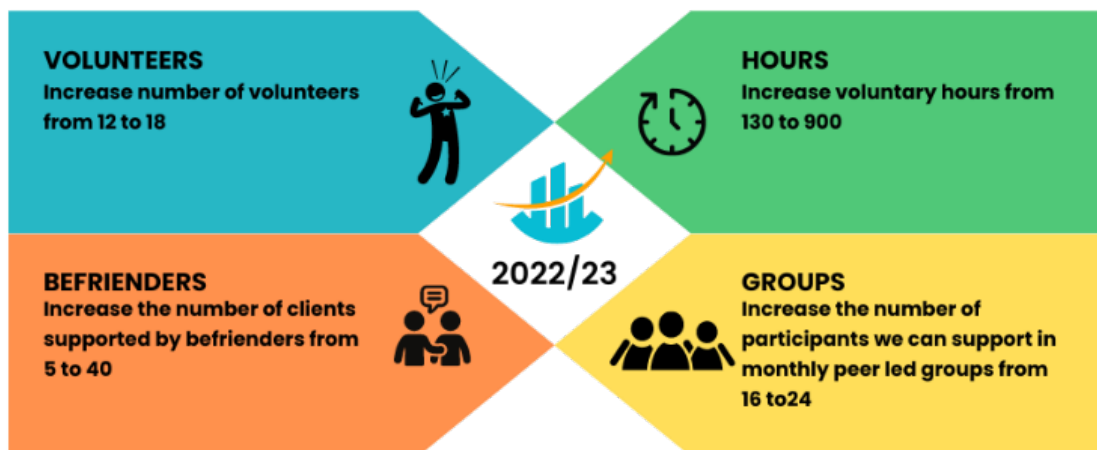 VOLUNTEERS
Increase number of volunteers
from 12 to 18
HOURS
Increase voluntary hours from
130 to 900
2022/23
BEFRIENDERS
Increase the number of clients
supported by befrienders from
5 to 40
GROUPS
Increase the number of
participants we can support in
monthly peer led groups from
16 to24